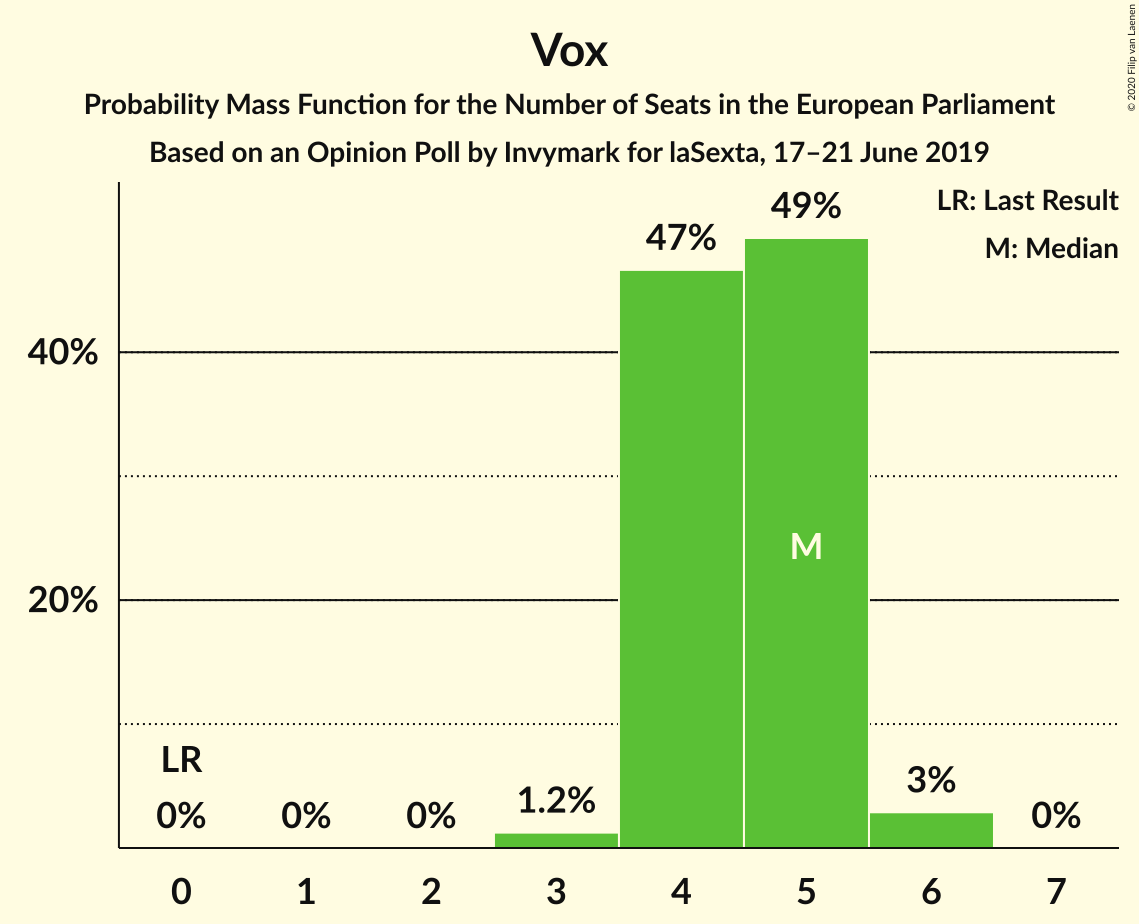 Vox
Probability Mass Function for the Number of Seats in the European Parliament
Based on an Opinion Poll by Invymark for laSexta, 17–21 June 2019
© 2020 Filip van Laenen
LR: Last Result
M: Median
40%
20%
LR
0%
0%
0%
1.2%
47%
49%
M
3%
0%
0
1
2
3
4
5
6
7